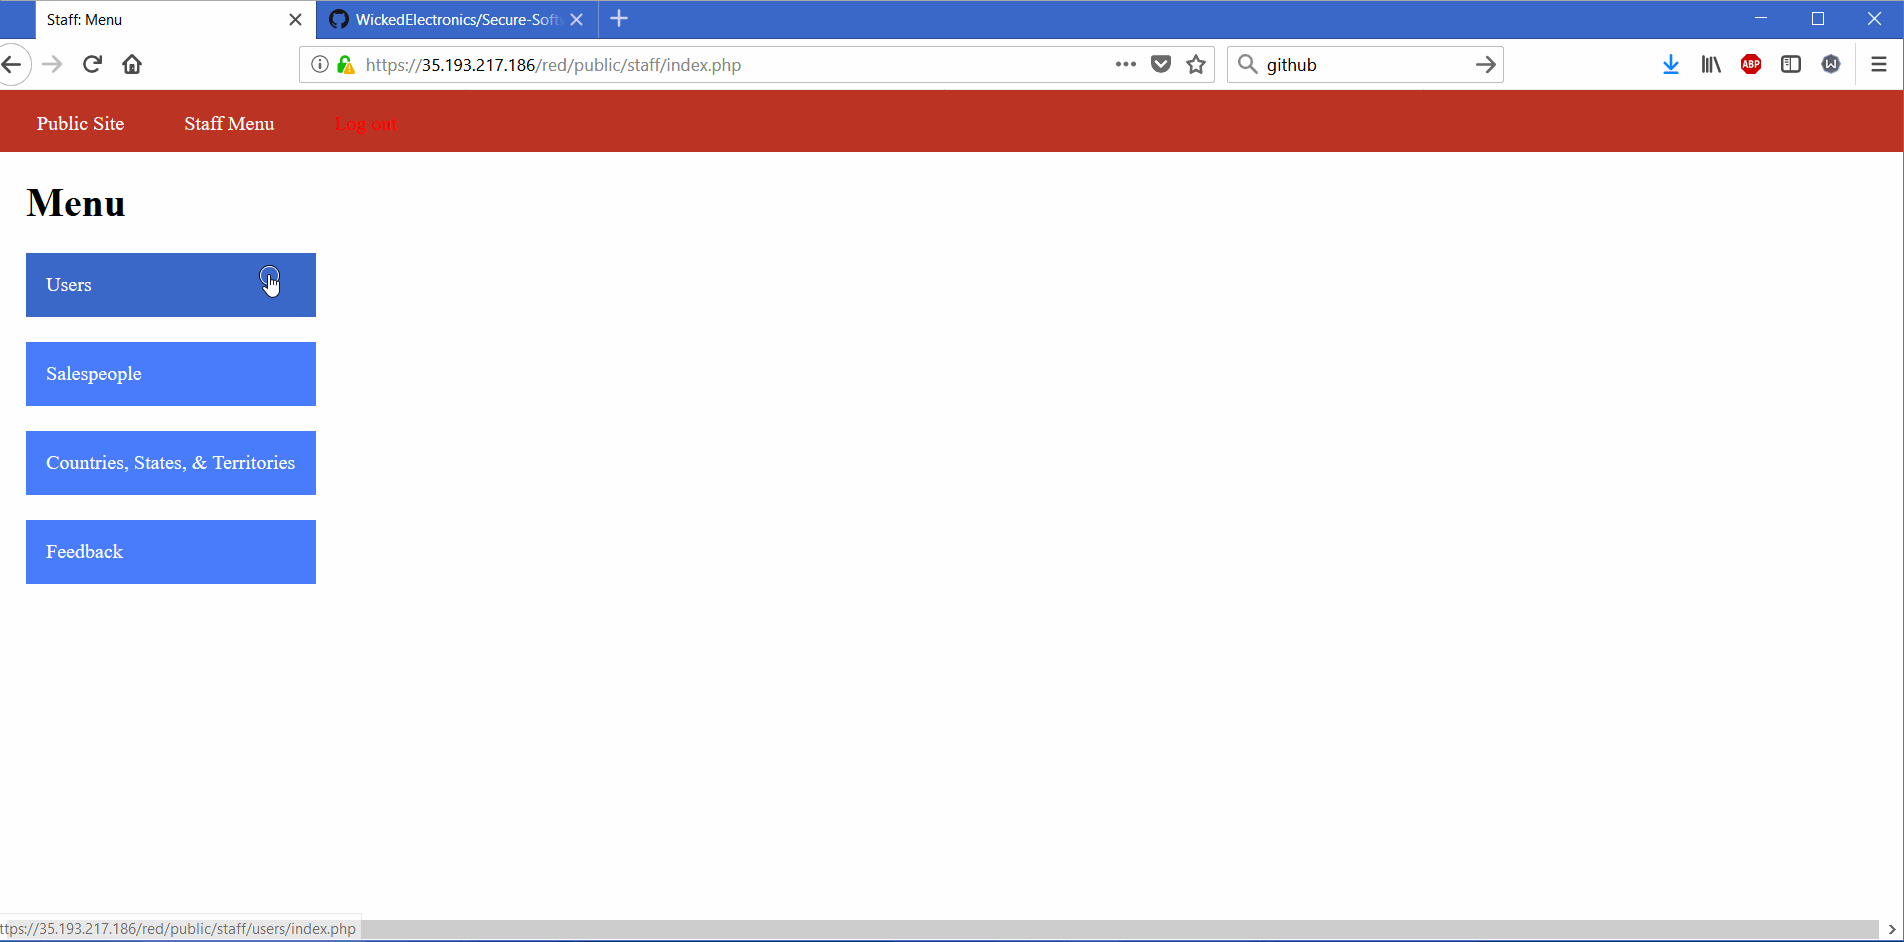 Staff: Menu
WickedElectronics/Secure-Soft
https://35.193.217.186/red/public/staff/index.php
github
ABP
W
Public Site
Staff Menu
Log out
Menu
Users
Salespeople
Countries, States, & Territories
Feedback
ttps://35.193.217.186/red/public/staff/users/index.php